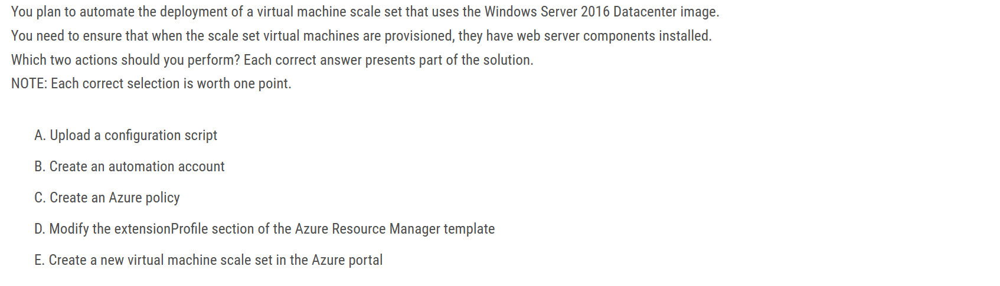 You plan to automate the deployment of a virtual machine scale set that uses the Windows Server 2016 Datacenter image.
You need to ensure that when the scale set virtual machines are provisioned, they have web server components installed.
Which two actions should you perform? Each correct answer presents part of the solution.
NOTE: Each correct selection is worth one point.
A. Upload a configuration script
B. Create an automation account
C. Create an Azure policy
D. Modify the extensionProfile section of the Azure Resource Manager template
E. Create a new virtual machine scale set in the Azure portal